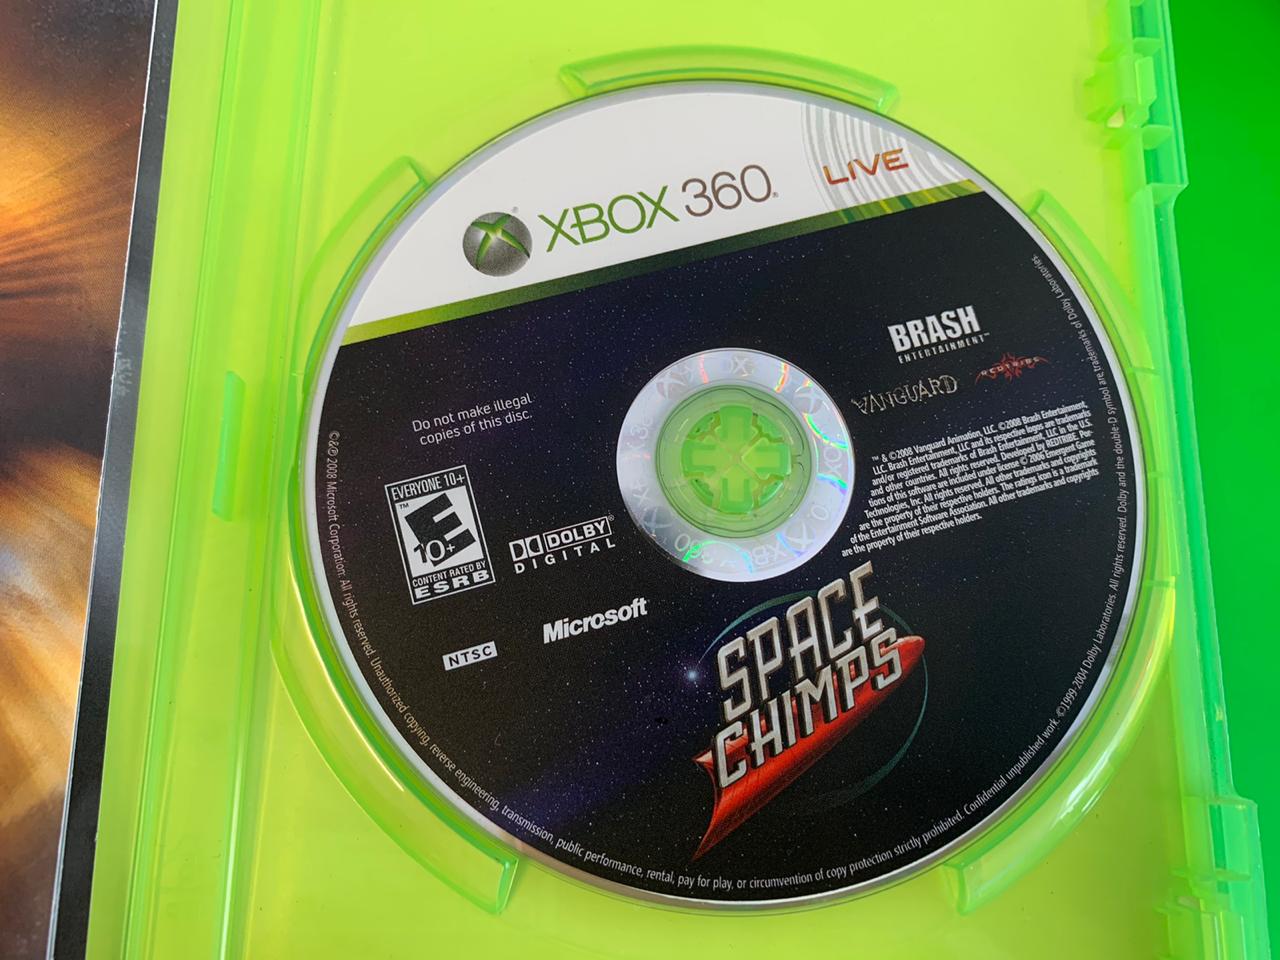 XBOX 360.
LIVE
BRASH
ENTERTAINMENT™
VANGUARD
REDTRIBE
Do not make illegal
copies of this disc.
™ & ©2008 Vanguard Animation, LLC. ©2008 Brash Entertainment,
LLC. Brash Entertainment, LLC and its respective logos are trademarks
and/or registered trademarks of Brash Entertainment, LLC in the U.S.
and other countries. All rights reserved. Developed by REDTRIBE. Por-
tions of this software are included under license © 2006 Emergent Game
Technologies, Inc. All rights reserved. All other trademarks and copyrights
are the property of their respective holders. The ratings icon is a trademark
of the Entertainment Software Association. All other trademarks and copyrights
are the property of their respective holders.
EVERYONE 10+
™
E
10+
CONTENT RATED BY
ESRB
DOLBY®
DIGITAL
Microsoft®
NTSC
SPACE
CHIMPS
©&℗ 2008 Microsoft Corporation. All rights reserved. Unauthorized copying, reverse engineering, transmission, public performance, rental, pay for play, or circumvention of copy protection strictly prohibited. Confidential unpublished work. ©1999-2004 Dolby Laboratories. All rights reserved. Dolby and the double-D symbol are trademarks of Dolby Laboratories.